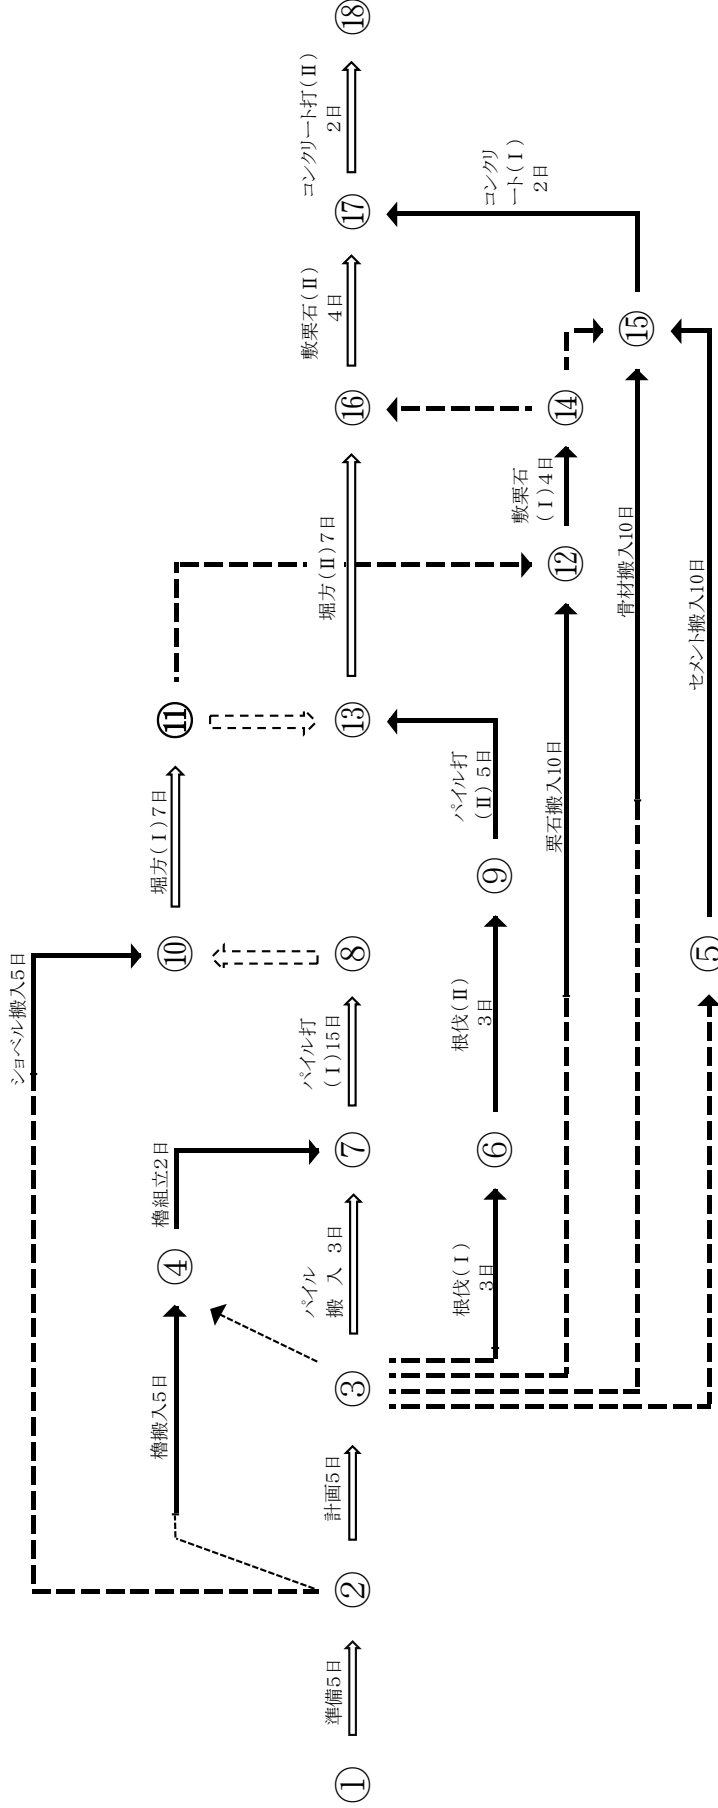 ①
準備5日
②
計画5日
③
パイル
搬 入 3日
⑦
パイル打
(Ⅰ)15日
⑧
ショベル搬入5日
櫓搬入5日
④
櫓組立2日
⑩
堀方(Ⅰ)7日
⑪
根伐(Ⅰ)
3日
⑥
根伐(Ⅱ)
3日
⑨
パイル打
(Ⅱ) 5日
⑬
堀方(Ⅱ)7日
⑯
敷栗石(Ⅱ)
4日
⑰
コンクリート打(Ⅱ)
2日
⑱
栗石搬入10日
⑫
敷栗石
(Ⅰ)4日
⑭
骨材搬入10日
⑮
コンクリ
ート(Ⅰ)
2日
⑤
セメント搬入10日